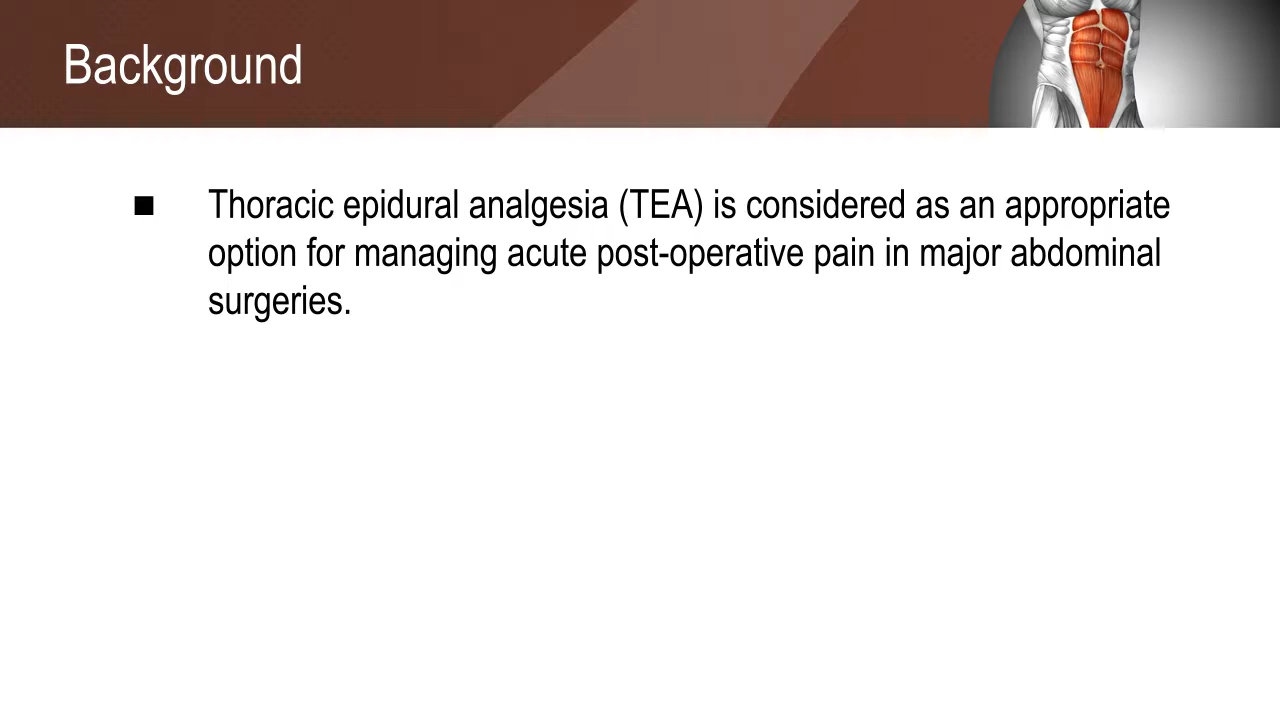 Background
■ Thoracic epidural analgesia (TEA) is considered as an appropriate
option for managing acute post-operative pain in major abdominal
surgeries.